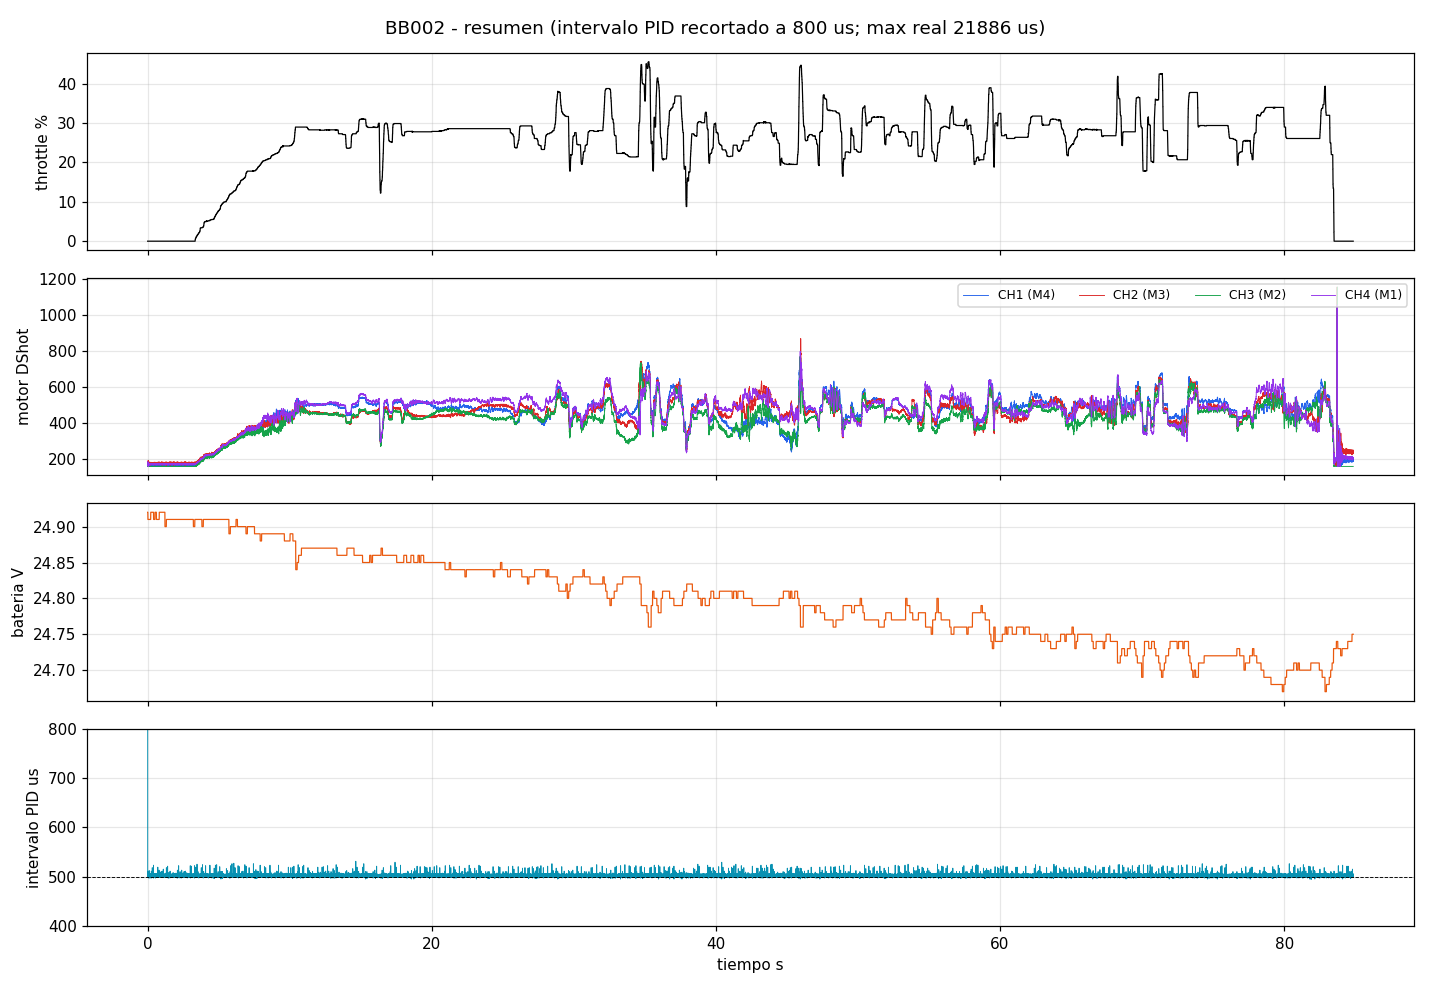 BB002 - resumen (intervalo PID recortado a 800 us; max real 21886 us)
throttle %
40
30
20
10
0
motor DShot
1200
1000
800
600
400
200
CH1 (M4) CH2 (M3) CH3 (M2) CH4 (M1)
bateria V
24.90
24.85
24.80
24.75
24.70
intervalo PID us
800
700
600
500
400
0 20 40 60 80
tiempo s